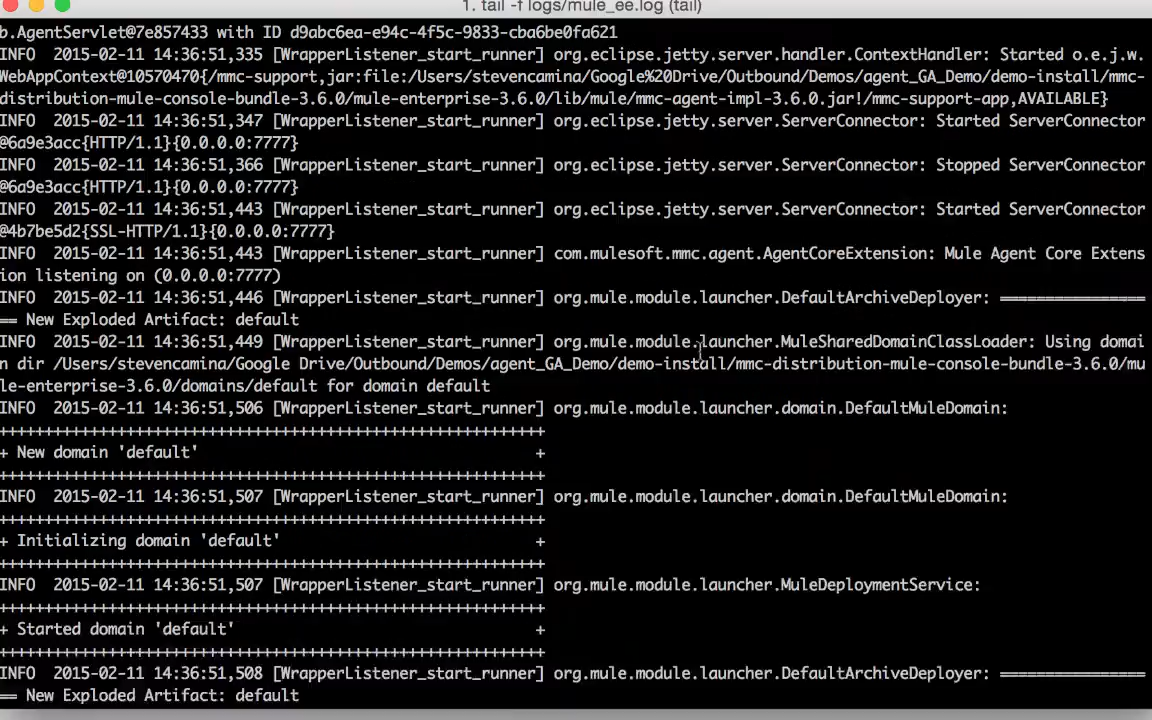 1. tail -f logs/mule_ee.log (tail)
b.AgentServlet@7e857433 with ID d9abc6ea-e94c-4f5c-9833-cba6be0fa621
INFO  2015-02-11 14:36:51,335 [WrapperListener_start_runner] org.eclipse.jetty.server.handler.ContextHandler: Started o.e.j.w.
WebAppContext@10570470{/mmc-support,jar:file:/Users/stevencamina/Google%20Drive/Outbound/Demos/agent_GA_Demo/demo-install/mmc-
distribution-mule-console-bundle-3.6.0/mule-enterprise-3.6.0/lib/mule/mmc-agent-impl-3.6.0.jar!/mmc-support-app,AVAILABLE}
INFO  2015-02-11 14:36:51,347 [WrapperListener_start_runner] org.eclipse.jetty.server.ServerConnector: Started ServerConnector
@6a9e3acc{HTTP/1.1}{0.0.0.0:7777}
INFO  2015-02-11 14:36:51,366 [WrapperListener_start_runner] org.eclipse.jetty.server.ServerConnector: Stopped ServerConnector
@6a9e3acc{HTTP/1.1}{0.0.0.0:7777}
INFO  2015-02-11 14:36:51,443 [WrapperListener_start_runner] org.eclipse.jetty.server.ServerConnector: Started ServerConnector
@4b7be5d2{SSL-HTTP/1.1}{0.0.0.0:7777}
INFO  2015-02-11 14:36:51,443 [WrapperListener_start_runner] com.mulesoft.mmc.agent.AgentCoreExtension: Mule Agent Core Extens
ion listening on (0.0.0.0:7777)
INFO  2015-02-11 14:36:51,446 [WrapperListener_start_runner] org.mule.module.launcher.DefaultArchiveDeployer: ================
== New Exploded Artifact: default
INFO  2015-02-11 14:36:51,449 [WrapperListener_start_runner] org.mule.module.launcher.MuleSharedDomainClassLoader: Using domai
n dir /Users/stevencamina/Google Drive/Outbound/Demos/agent_GA_Demo/demo-install/mmc-distribution-mule-console-bundle-3.6.0/mu
le-enterprise-3.6.0/domains/default for domain default
INFO  2015-02-11 14:36:51,506 [WrapperListener_start_runner] org.mule.module.launcher.domain.DefaultMuleDomain:
++++++++++++++++++++++++++++++++++++++++++++++++++++++++++++
+ New domain 'default'                                     +
++++++++++++++++++++++++++++++++++++++++++++++++++++++++++++
INFO  2015-02-11 14:36:51,507 [WrapperListener_start_runner] org.mule.module.launcher.domain.DefaultMuleDomain:
++++++++++++++++++++++++++++++++++++++++++++++++++++++++++++
+ Initializing domain 'default'                            +
++++++++++++++++++++++++++++++++++++++++++++++++++++++++++++
INFO  2015-02-11 14:36:51,507 [WrapperListener_start_runner] org.mule.module.launcher.MuleDeploymentService:
++++++++++++++++++++++++++++++++++++++++++++++++++++++++++++
+ Started domain 'default'                                 +
++++++++++++++++++++++++++++++++++++++++++++++++++++++++++++
INFO  2015-02-11 14:36:51,508 [WrapperListener_start_runner] org.mule.module.launcher.DefaultArchiveDeployer: ================
== New Exploded Artifact: default